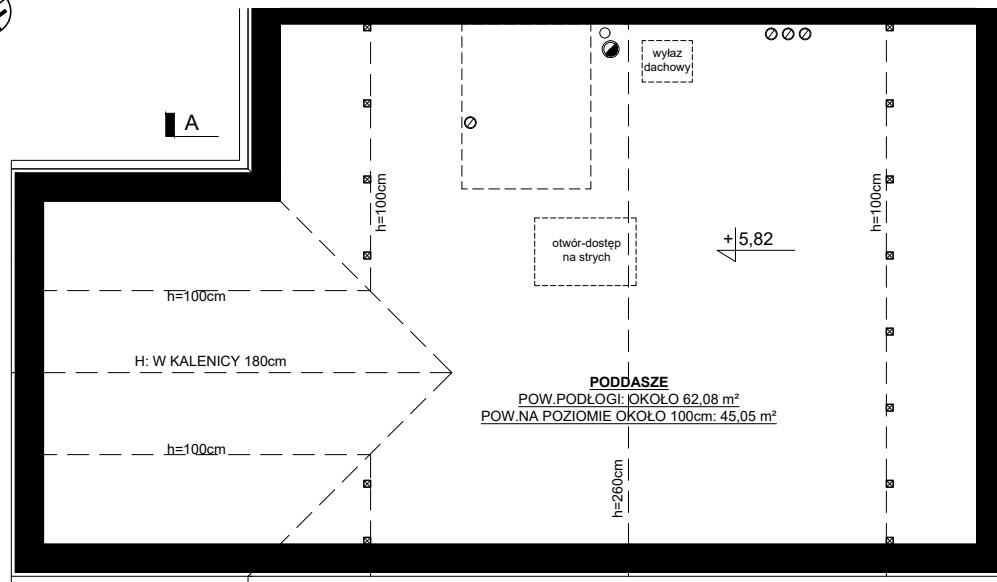 wyłaz
dachowy
A
h=100cm
h=100cm
otwór-dostęp
na strych
+5,82
h=100cm
H: W KALENICY 180cm
PODDASZE
POW.PODŁOGI: OKOŁO 62,08 m²
POW.NA POZIOMIE OKOŁO 100cm: 45,05 m²
h=100cm
h=260cm